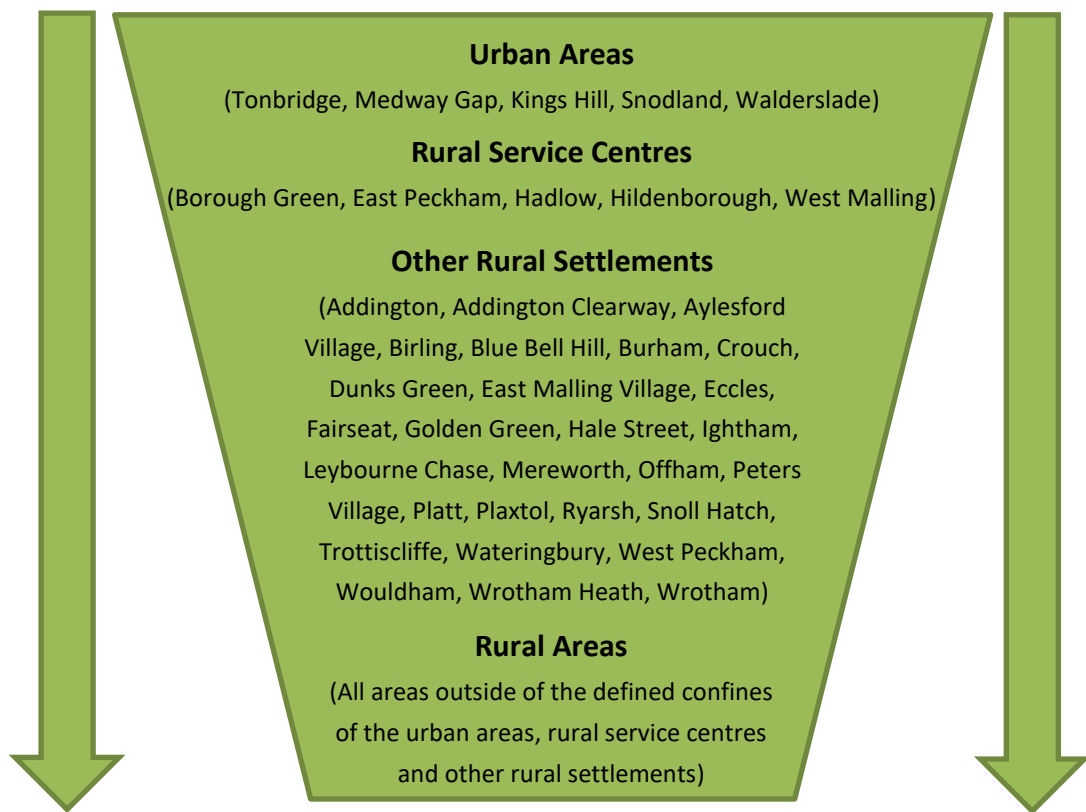 Urban Areas
(Tonbridge, Medway Gap, Kings Hill, Snodland, Walderslade)
Rural Service Centres
(Borough Green, East Peckham, Hadlow, Hildenborough, West Malling)
Other Rural Settlements
(Addington, Addington Clearway, Aylesford
Village, Birling, Blue Bell Hill, Burham, Crouch,
Dunks Green, East Malling Village, Eccles,
Fairseat, Golden Green, Hale Street, Ightham,
Leybourne Chase, Mereworth, Offham, Peters
Village, Platt, Plaxtol, Ryarsh, Snoll Hatch,
Trottiscliffe, Wateringbury, West Peckham,
Wouldham, Wrotham Heath, Wrotham)
Rural Areas
(All areas outside of the defined confines
of the urban areas, rural service centres
and other rural settlements)